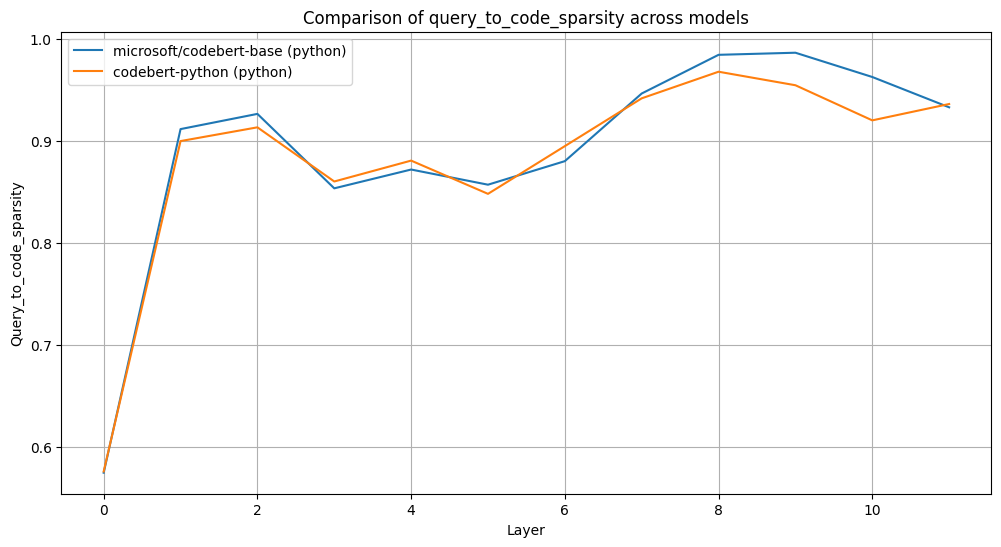 Comparison of query_to_code_sparsity across models
microsoft/codebert-base (python)
codebert-python (python)
Query_to_code_sparsity
1.0
0.9
0.8
0.7
0.6
0 2 4 6 8 10
Layer